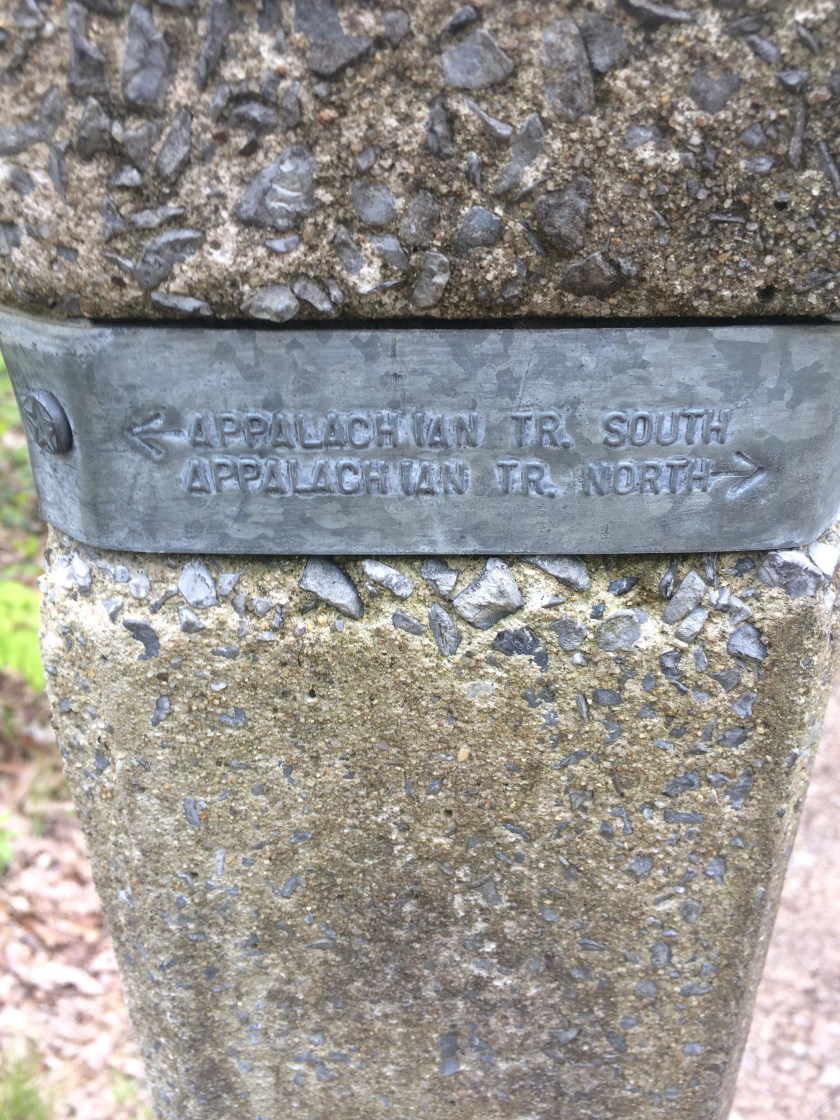 ← APPALACHIAN TR. SOUTH
APPALACHIAN TR. NORTH →